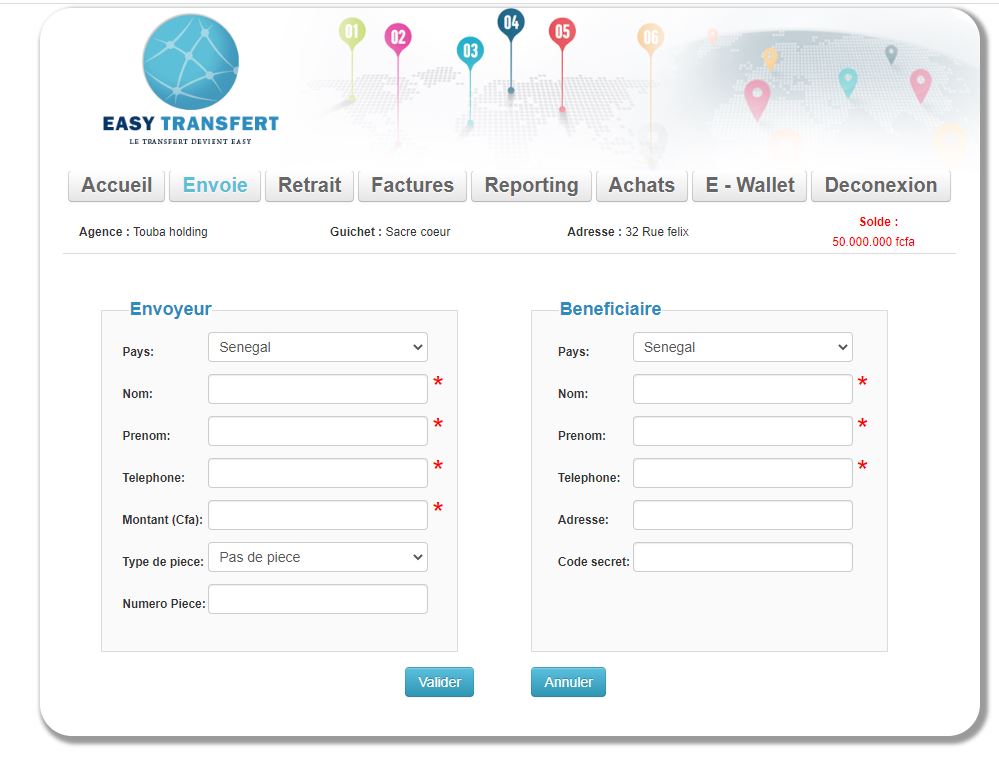 01 02 03 04 05 06
EASY TRANSFERT
LE TRANSFERT DEVIENT EASY
Accueil Envoie Retrait Factures Reporting Achats E - Wallet Deconexion
Agence : Touba holding Guichet : Sacre coeur Adresse : 32 Rue felix Solde :
50.000.000 fcfa
Envoyeur
Pays: Senegal
Nom: *
Prenom: *
Telephone: *
Montant (Cfa): *
Type de piece: Pas de piece
Numero Piece:
Beneficiaire
Pays: Senegal
Nom: *
Prenom: *
Telephone: *
Adresse:
Code secret:
Valider Annuler